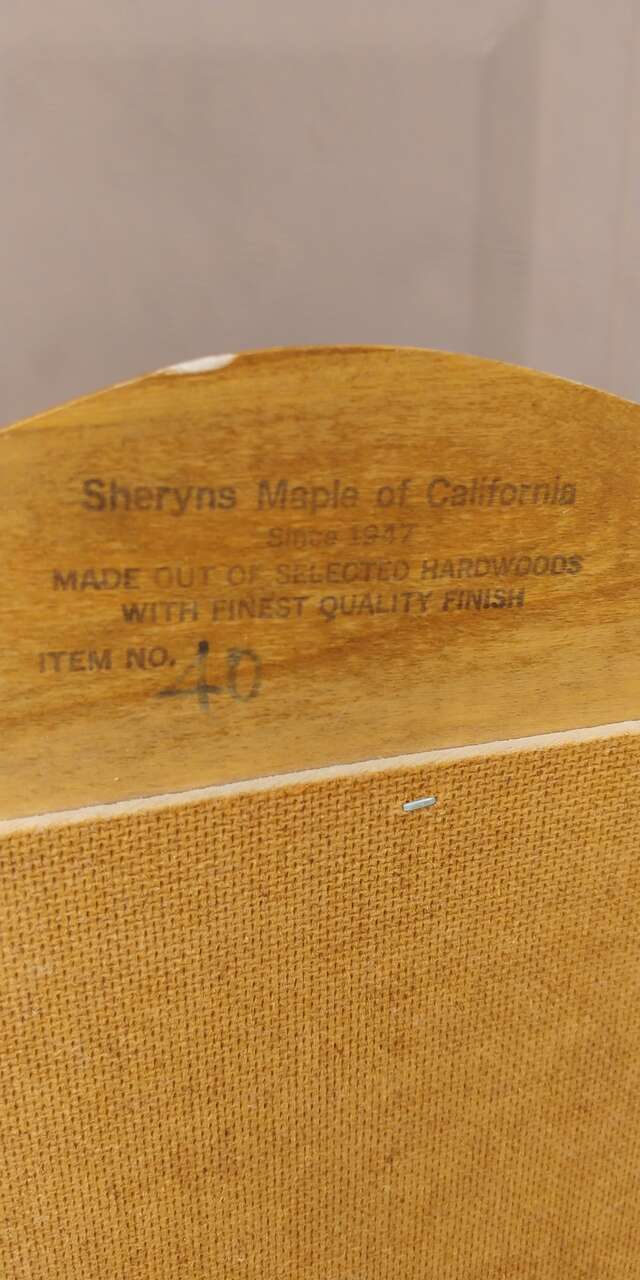 Sheryns Maple of California
Since 1947
MADE OUT OF SELECTED HARDWOODS
WITH FINEST QUALITY FINISH
ITEM NO. 40